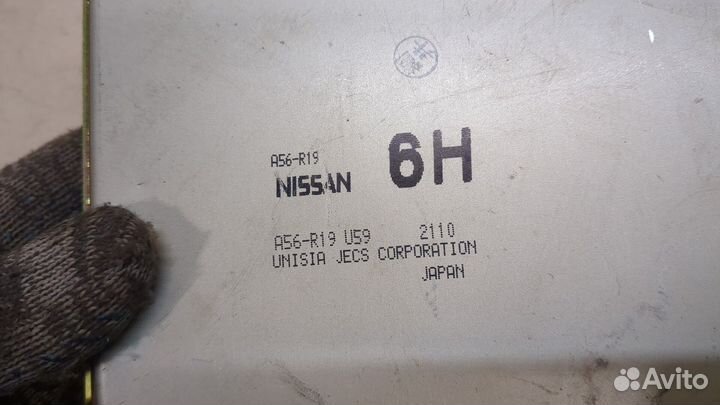 A56-R19
NISSAN 6H
A56-R19 U59 2110
UNISIA JECS CORPORATION
JAPAN
Avito